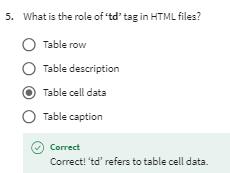 5. What is the role of 'td' tag in HTML files?
Table row
Table description
Table cell data
Table caption
Correct
Correct! 'td' refers to table cell data.